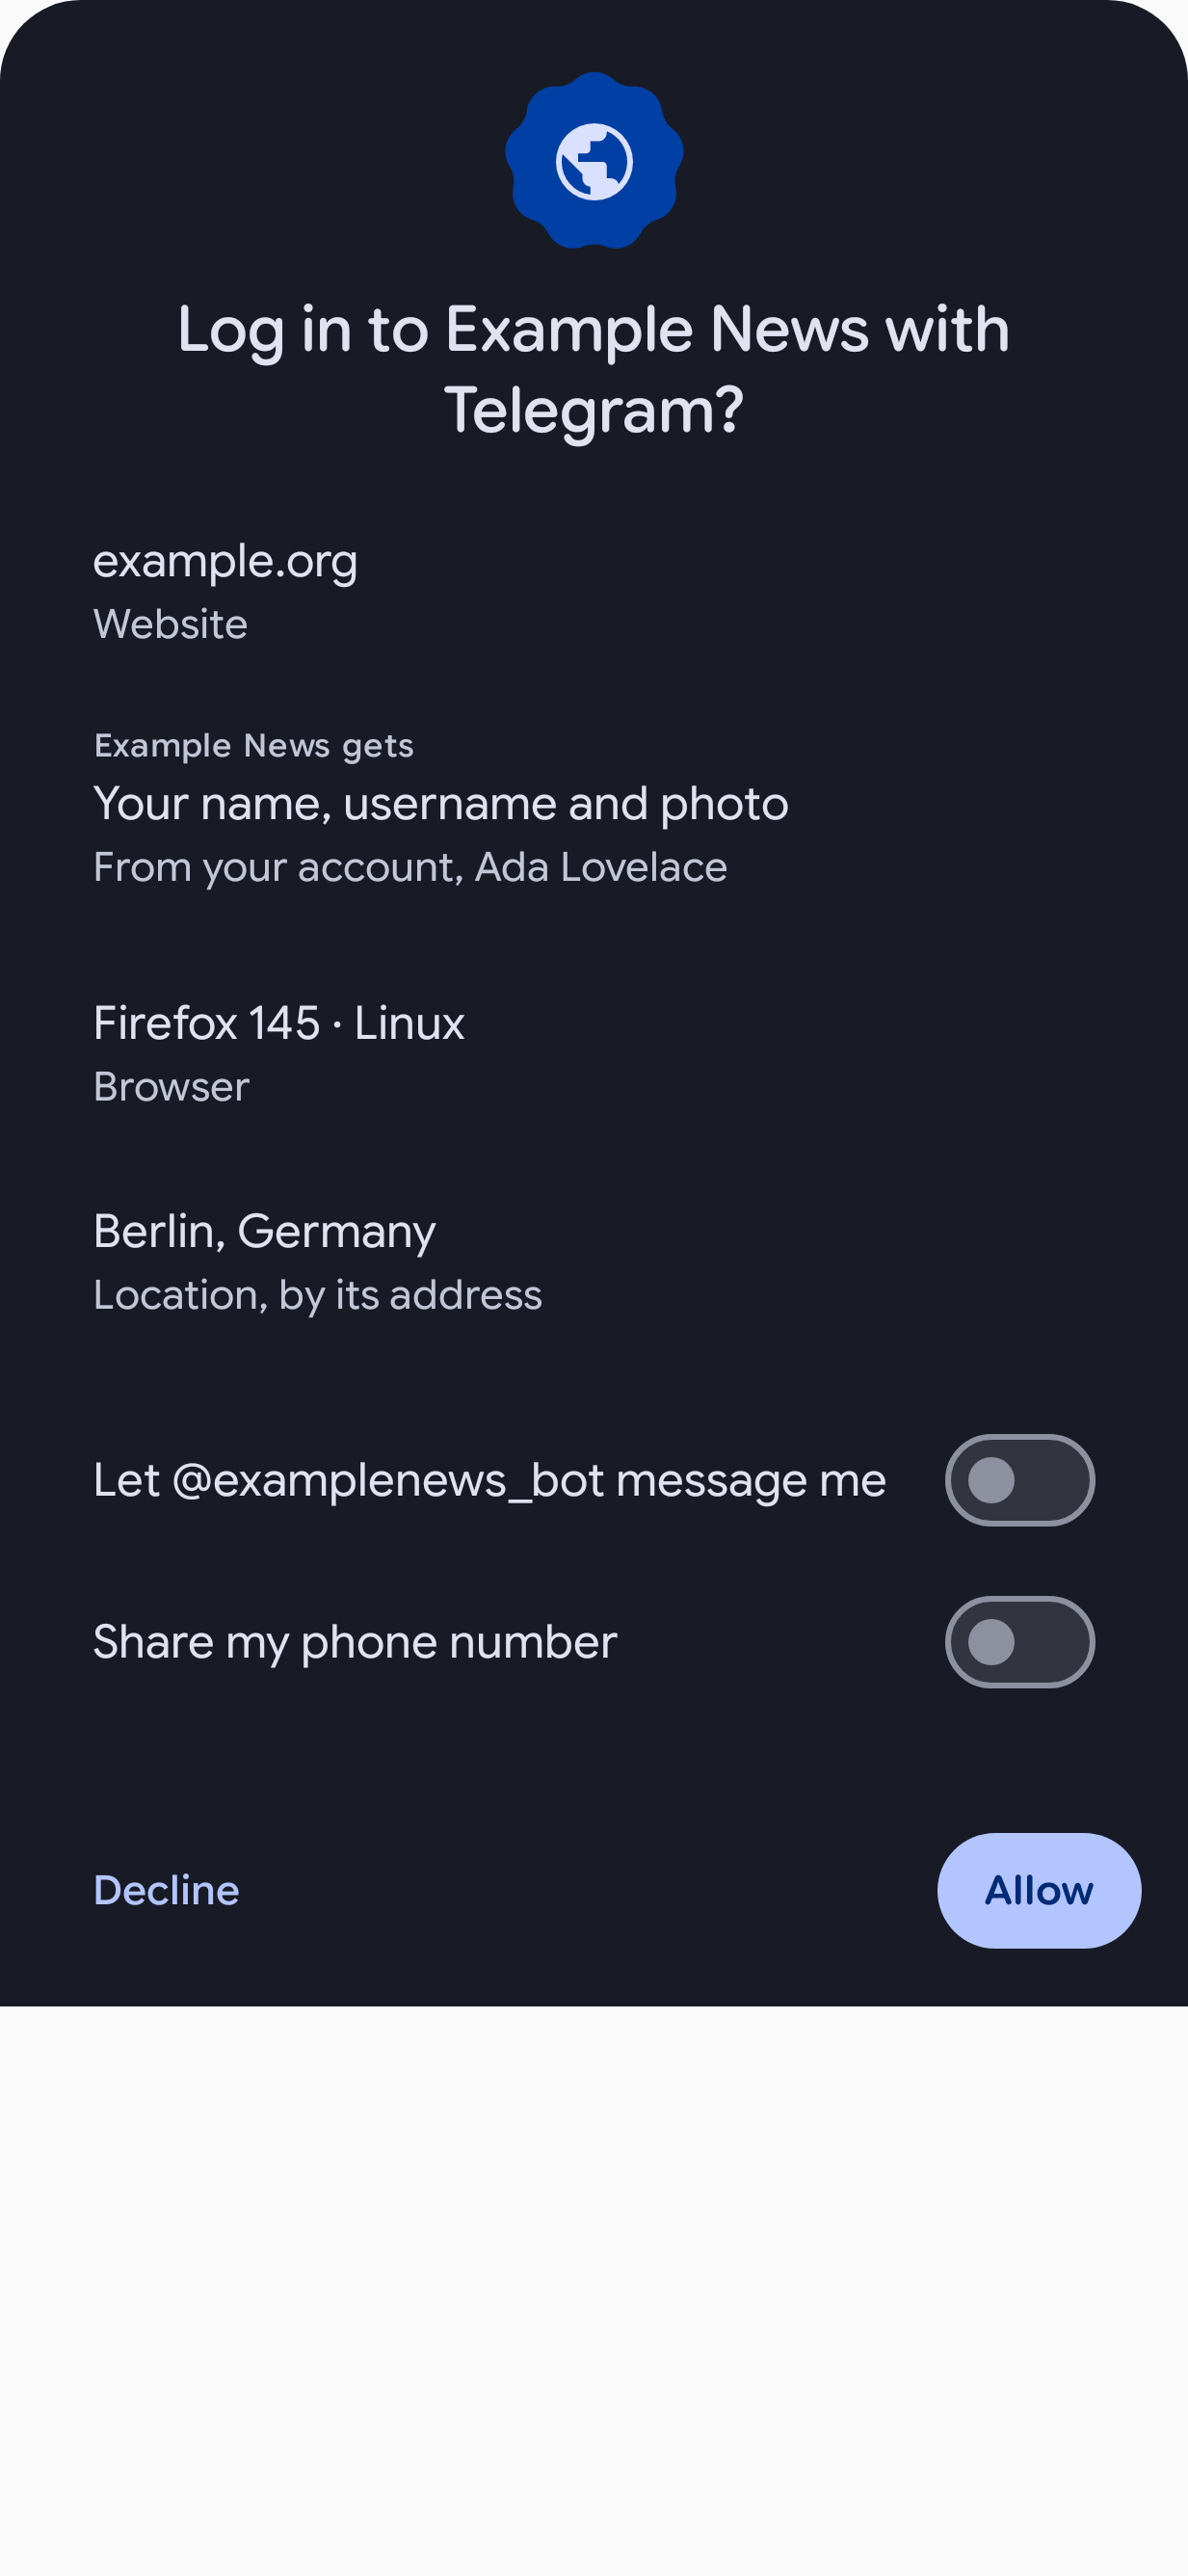 Log in to Example News with
Telegram?
example.org
Website
Example News gets
Your name, username and photo
From your account, Ada Lovelace
Firefox 145 · Linux
Browser
Berlin, Germany
Location, by its address
Let @examplenews_bot message me
Share my phone number
Decline
Allow